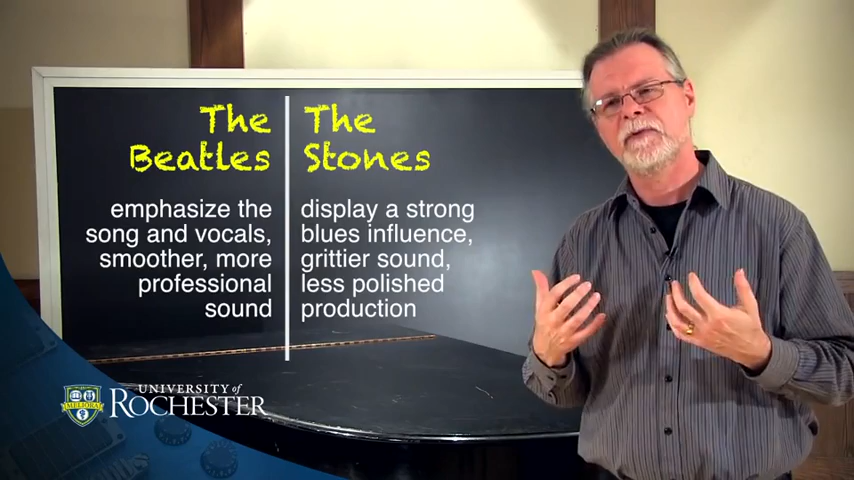 The
Beatles
emphasize the
song and vocals,
smoother, more
professional
sound
The
Stones
display a strong
blues influence,
grittier sound,
less polished
production
MELIORA
UNIVERSITY of
ROCHESTER